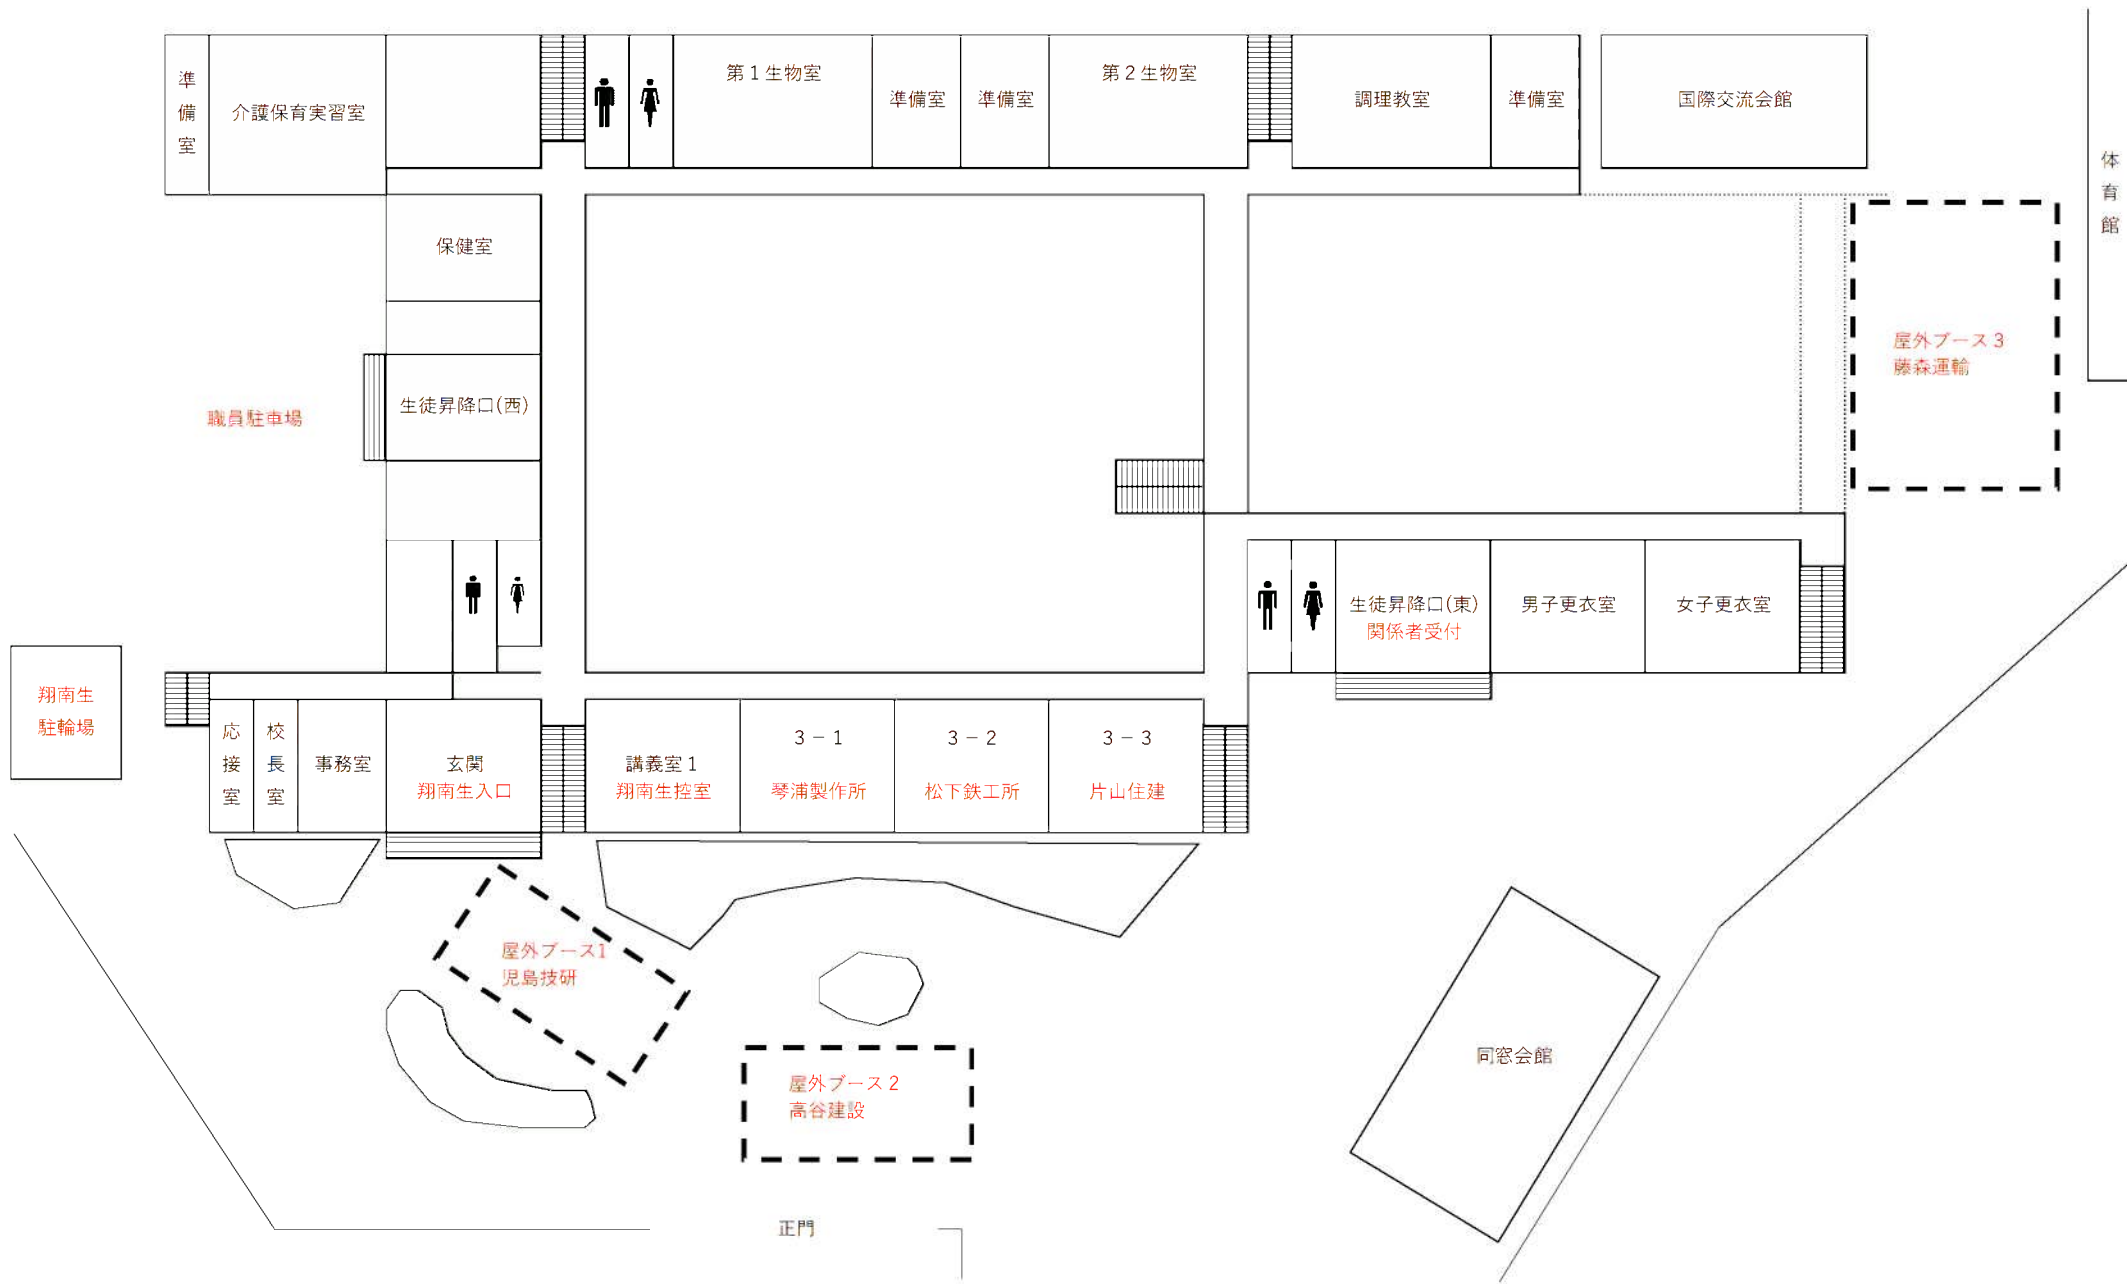 準備室
介護保育実習室
第１生物室
準備室
準備室
第２生物室
調理教室
準備室
国際交流会館
体育館
保健室
生徒昇降口(西)
職員駐車場
屋外ブース３
藤森運輸
生徒昇降口(東)
関係者受付
男子更衣室
女子更衣室
翔南生
駐輪場
応接室
校長室
事務室
玄関
翔南生入口
講義室１
翔南生控室
３－１
琴浦製作所
３－２
松下鉄工所
３－３
片山住建
屋外ブース1
児島技研
屋外ブース２
高谷建設
同窓会館
正門